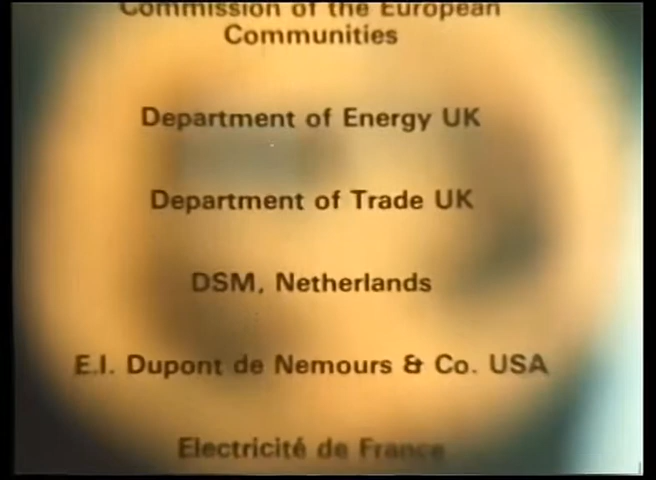 Commission of the European
Communities
Department of Energy UK
Department of Trade UK
DSM, Netherlands
E.I. Dupont de Nemours & Co. USA
Electricité de France